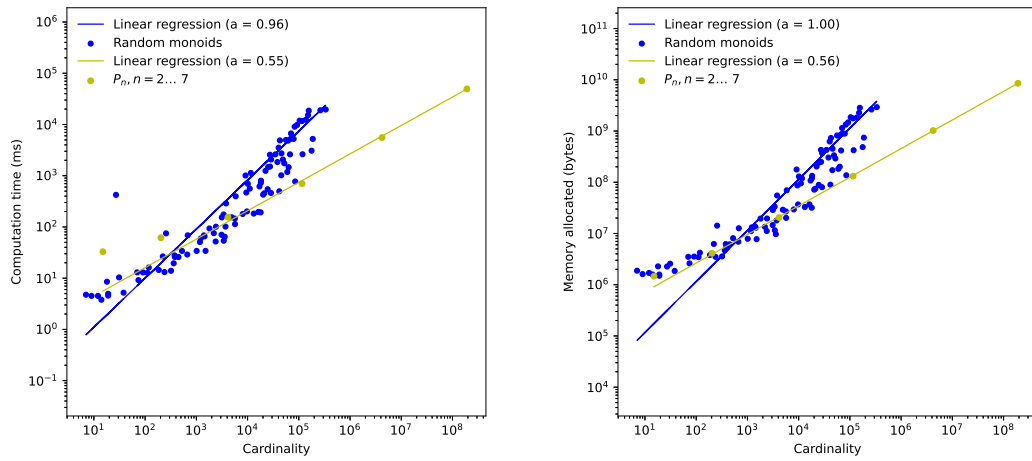 Linear regression (a = 0.96)
Random monoids
Linear regression (a = 0.55)
P_n, n = 2... 7
10^6
10^5
10^4
10^3
10^2
10^1
10^0
10^−1
Computation time (ms)
10^1 10^2 10^3 10^4 10^5 10^6 10^7 10^8
Cardinality
Linear regression (a = 1.00)
Random monoids
Linear regression (a = 0.56)
P_n, n = 2... 7
10^11
10^10
10^9
10^8
10^7
10^6
10^5
10^4
Memory allocated (bytes)
10^1 10^2 10^3 10^4 10^5 10^6 10^7 10^8
Cardinality